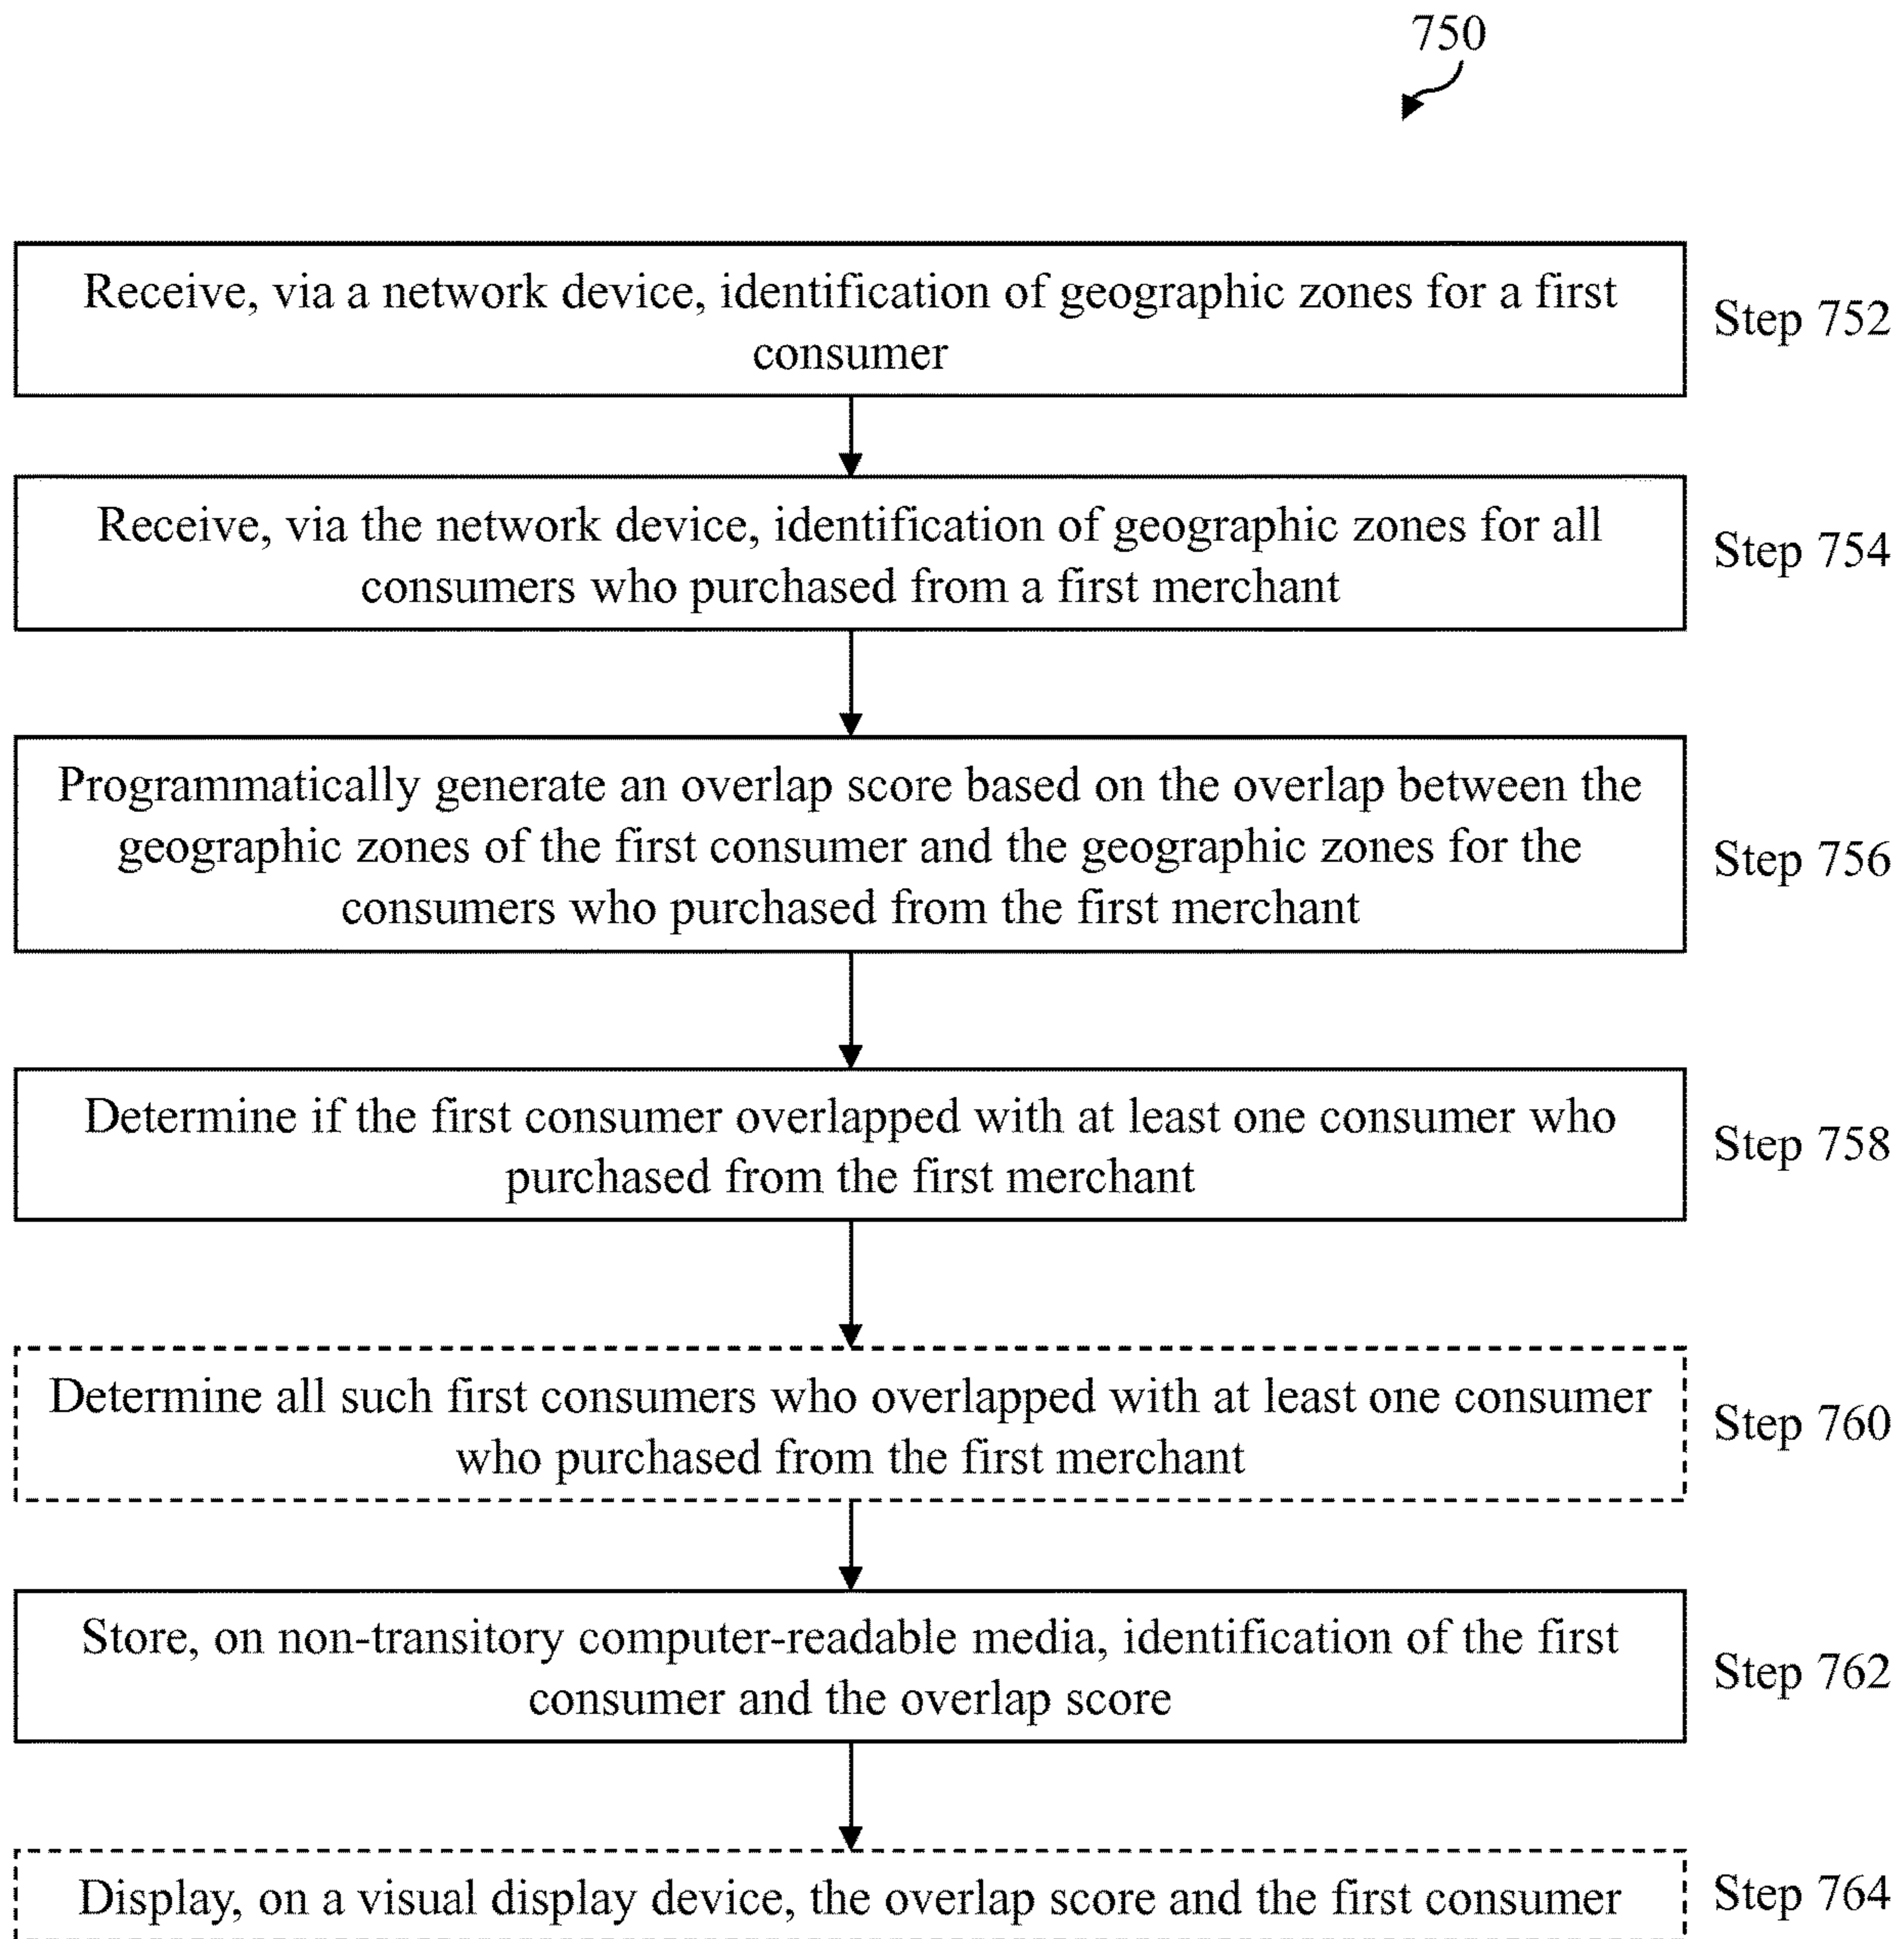 750
Receive, via a network device, identification of geographic zones for a first
consumer
Step 752
Receive, via the network device, identification of geographic zones for all
consumers who purchased from a first merchant
Step 754
Programmatically generate an overlap score based on the overlap between the
geographic zones of the first consumer and the geographic zones for the
consumers who purchased from the first merchant
Step 756
Determine if the first consumer overlapped with at least one consumer who
purchased from the first merchant
Step 758
Determine all such first consumers who overlapped with at least one consumer
who purchased from the first merchant
Step 760
Store, on non-transitory computer-readable media, identification of the first
consumer and the overlap score
Step 762
Display, on a visual display device, the overlap score and the first consumer
Step 764